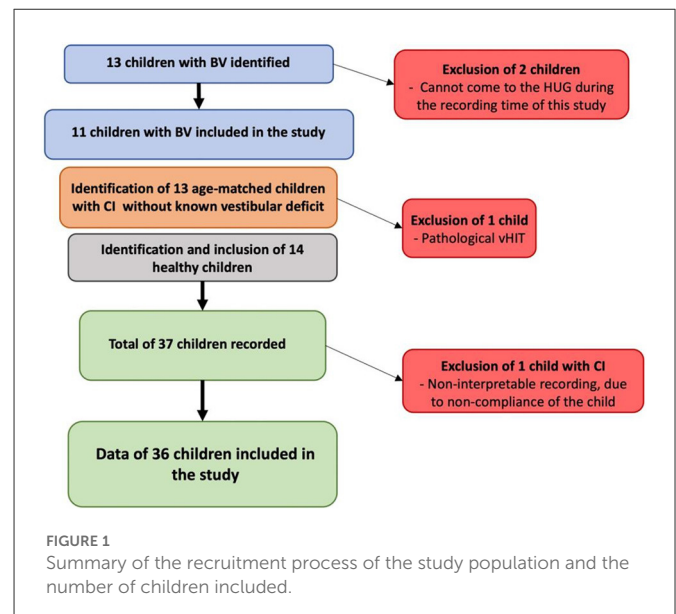 13 children with BV identified
Exclusion of 2 children
- Cannot come to the HUG during
the recording time of this study
11 children with BV included in the study
Identification of 13 age-matched children
with CI without known vestibular deficit
Exclusion of 1 child
- Pathological vHIT
Identification and inclusion of 14
healthy children
Total of 37 children recorded
Exclusion of 1 child with CI
- Non-interpretable recording, due
to non-compliance of the child
Data of 36 children included in
the study
FIGURE 1
Summary of the recruitment process of the study population and the
number of children included.